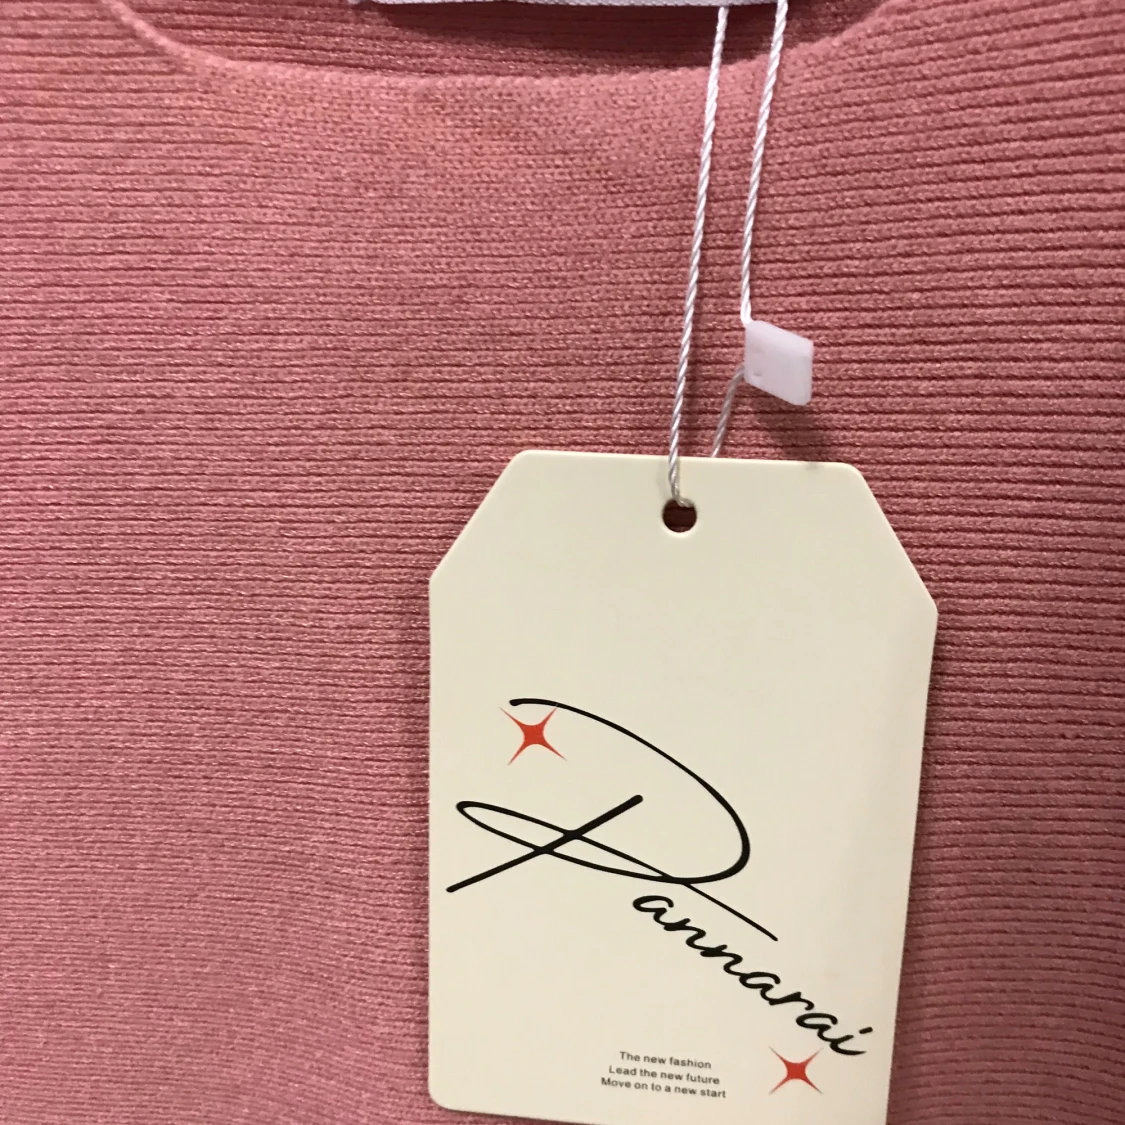 Pannarai
The new fashion
Lead the new future
Move on to a new start